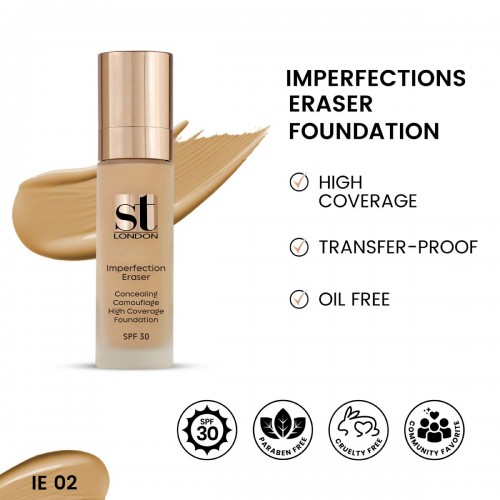 IMPERFECTIONS
ERASER
FOUNDATION
HIGH
COVERAGE
TRANSFER-PROOF
OIL FREE
st
LONDON
Imperfection
Eraser
Concealing
Camouflage
High Coverage
Foundation
SPF 30
SPF
30
PARABEN FREE
CRUELTY FREE
COMMUNITY FAVORITE
IE 02